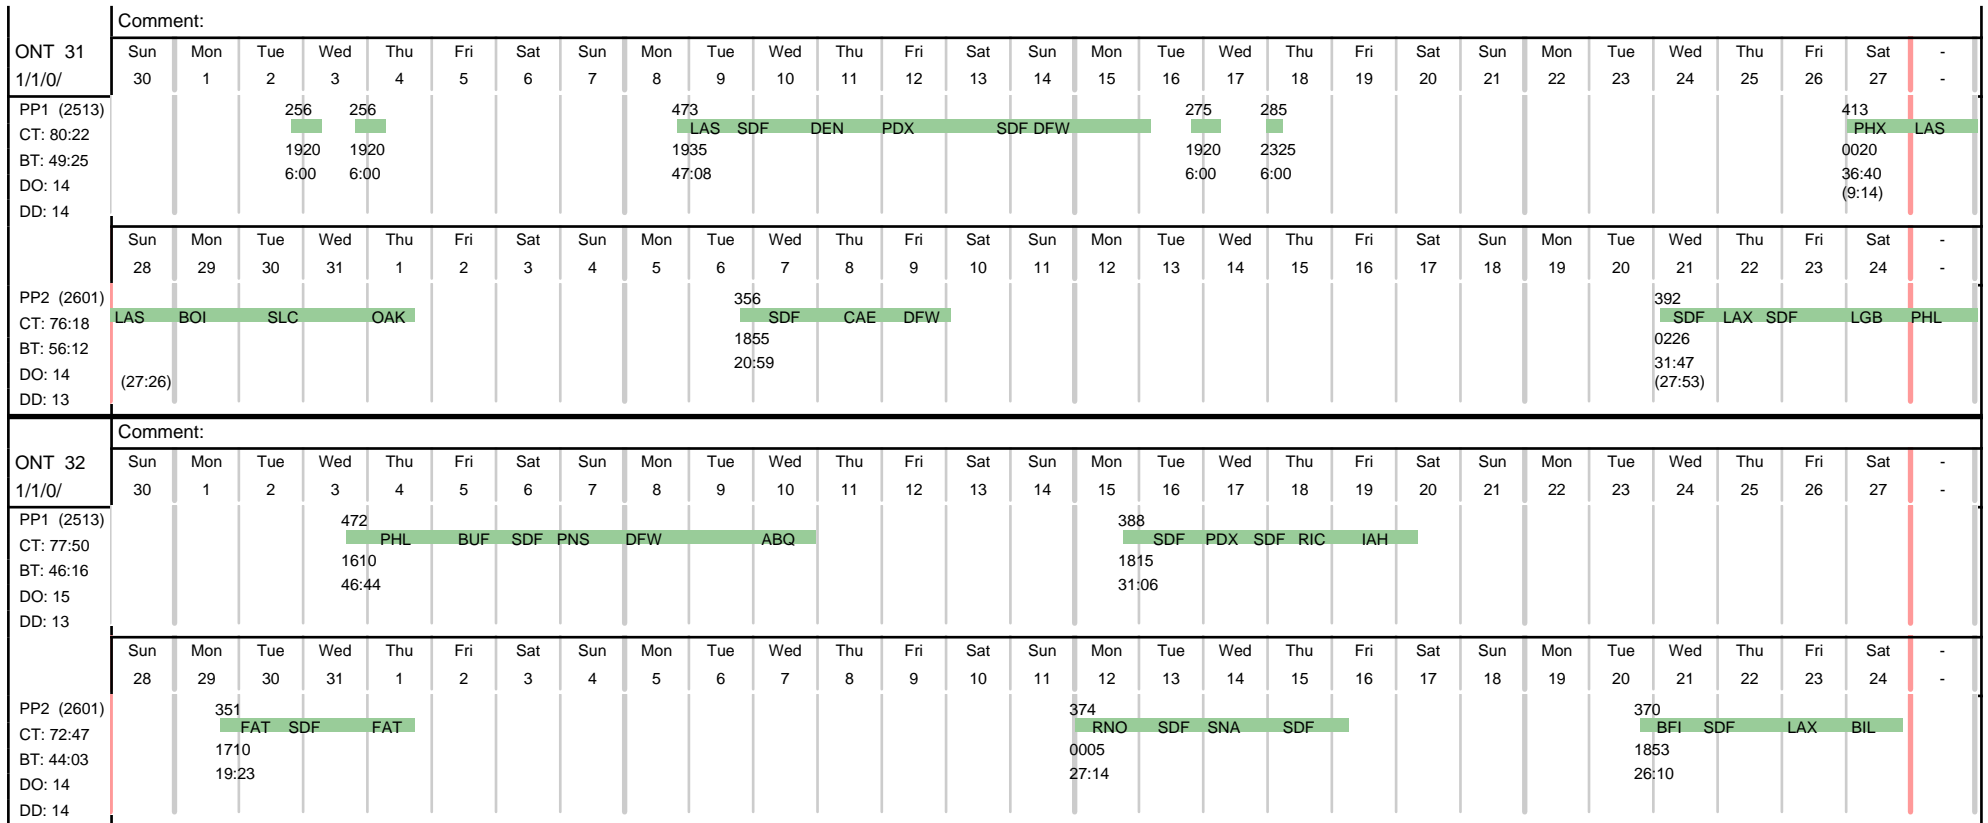 Comment:
ONT 31 Sun Mon Tue Wed Thu Fri Sat Sun Mon Tue Wed Thu Fri Sat Sun Mon Tue Wed Thu Fri Sat Sun Mon Tue Wed Thu Fri Sat -
1/1/0/ 30 1 2 3 4 5 6 7 8 9 10 11 12 13 14 15 16 17 18 19 20 21 22 23 24 25 26 27 -
PP1 (2513) 256 256 473 275 285 413
CT: 80:22 LAS SDF DEN PDX SDF DFW PHX LAS
BT: 49:25 1920 1920 1935 1920 2325 0020
DO: 14 6:00 6:00 47:08 6:00 6:00 36:40
(9:14)
DD: 14
Sun Mon Tue Wed Thu Fri Sat Sun Mon Tue Wed Thu Fri Sat Sun Mon Tue Wed Thu Fri Sat Sun Mon Tue Wed Thu Fri Sat -
28 29 30 31 1 2 3 4 5 6 7 8 9 10 11 12 13 14 15 16 17 18 19 20 21 22 23 24 -
PP2 (2601) 356 392
CT: 76:18 LAS BOI SLC OAK SDF CAE DFW SDF LAX SDF LGB PHL
BT: 56:12 1855 0226
DO: 14 20:59 31:47
(27:26) (27:53)
DD: 13
Comment:
ONT 32 Sun Mon Tue Wed Thu Fri Sat Sun Mon Tue Wed Thu Fri Sat Sun Mon Tue Wed Thu Fri Sat Sun Mon Tue Wed Thu Fri Sat -
1/1/0/ 30 1 2 3 4 5 6 7 8 9 10 11 12 13 14 15 16 17 18 19 20 21 22 23 24 25 26 27 -
PP1 (2513) 472 388
CT: 77:50 PHL BUF SDF PNS DFW ABQ SDF PDX SDF RIC IAH
BT: 46:16 1610 1815
DO: 15 46:44 31:06
DD: 13
Sun Mon Tue Wed Thu Fri Sat Sun Mon Tue Wed Thu Fri Sat Sun Mon Tue Wed Thu Fri Sat Sun Mon Tue Wed Thu Fri Sat -
28 29 30 31 1 2 3 4 5 6 7 8 9 10 11 12 13 14 15 16 17 18 19 20 21 22 23 24 -
PP2 (2601) 351 374 370
CT: 72:47 FAT SDF FAT RNO SDF SNA SDF BFI SDF LAX BIL
BT: 44:03 1710 0005 1853
DO: 14 19:23 27:14 26:10
DD: 14